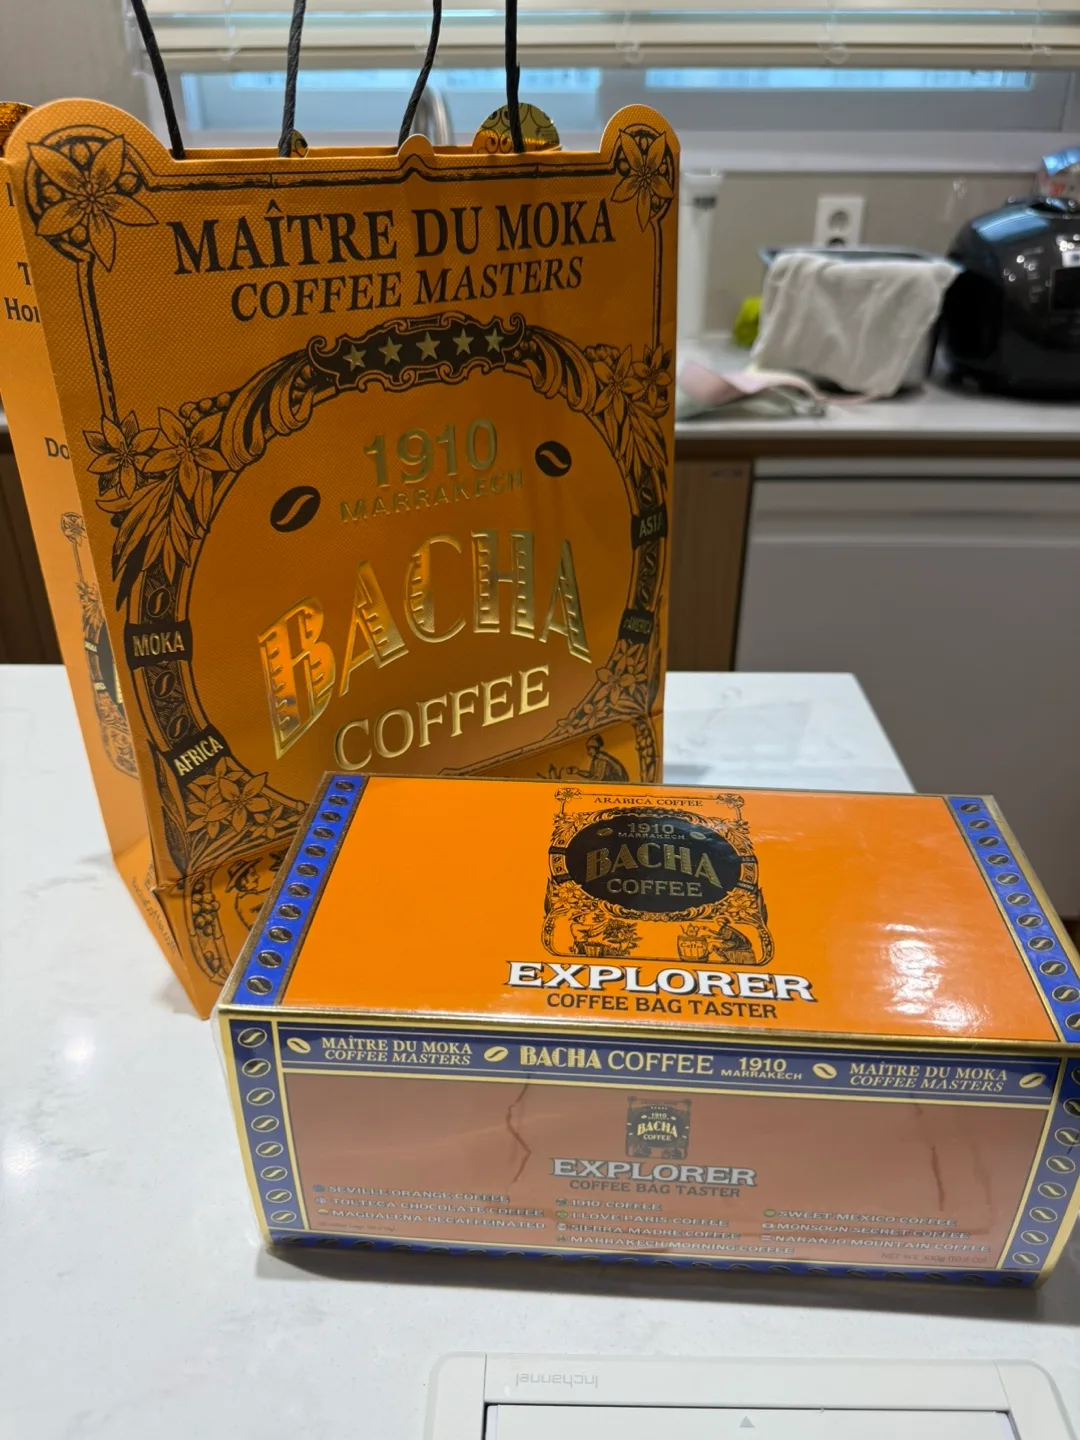 MAÎTRE DU MOKA
COFFEE MASTERS
1910
MARRAKECH
BACHA
COFFEE
MOKA
AFRICA
ASIA
Do
ARABICA COFFEE
1910
MARRAKECH
BACHA
COFFEE
EXPLORER
COFFEE BAG TASTER
MAÎTRE DU MOKA
COFFEE MASTERS
BACHA COFFEE 1910
MARRAKECH
MAÎTRE DU MOKA
COFFEE MASTERS
1910
BACHA
COFFEE
EXPLORER
COFFEE BAG TASTER
SEVILLE ORANGE COFFEE
TOLTECA CHOCOLATE COFFEE
MAGDALENA DECAFFEINATED
1910 COFFEE
I LOVE PARIS COFFEE
SIERRA MADRE COFFEE
MARRAKECH MORNING COFFEE
SWEET MEXICO COFFEE
MONSOON SECRET COFFEE
NARANJO MOUNTAIN COFFEE
inchannel